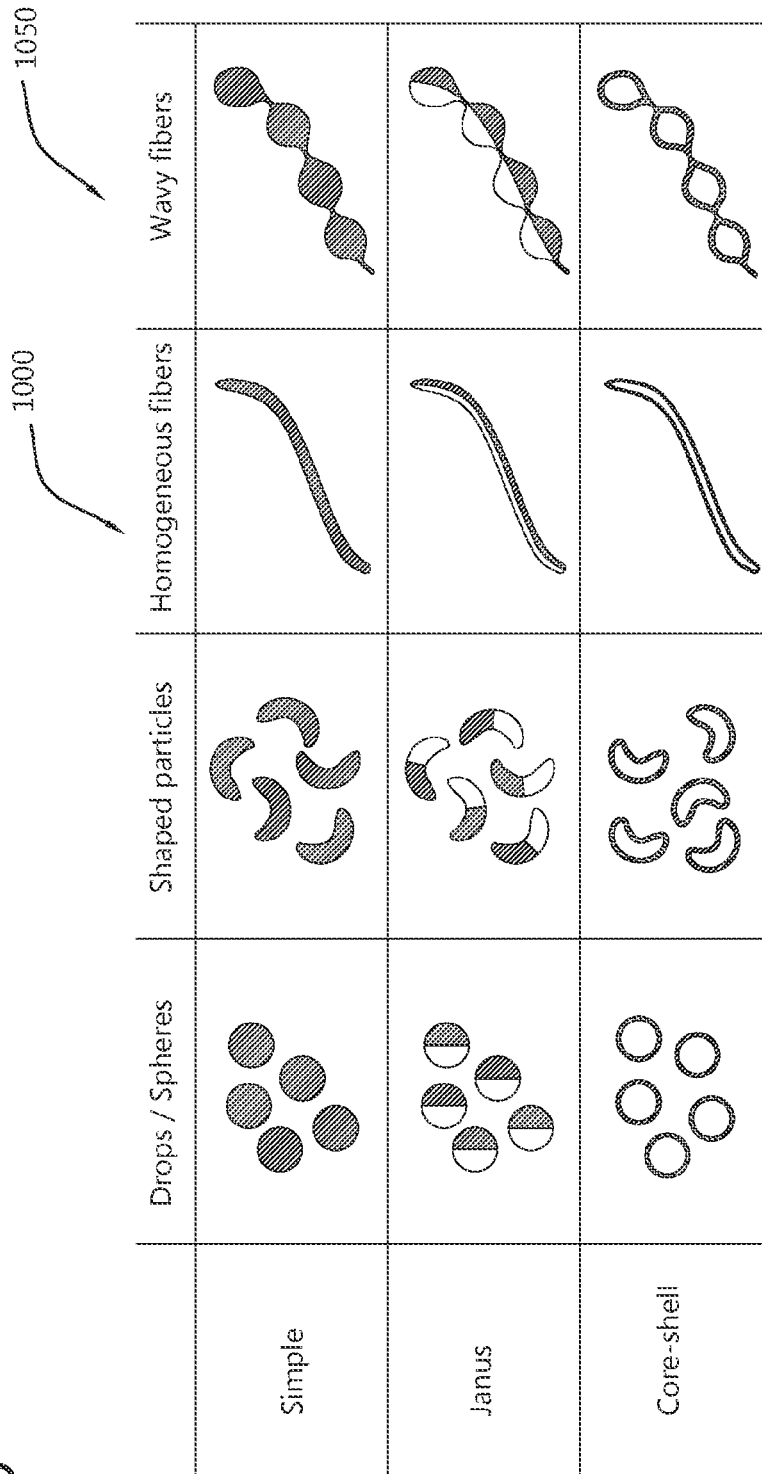 1000
1050
Drops / Spheres
Shaped particles
Homogeneous fibers
Wavy fibers
Simple
Janus
Core-shell